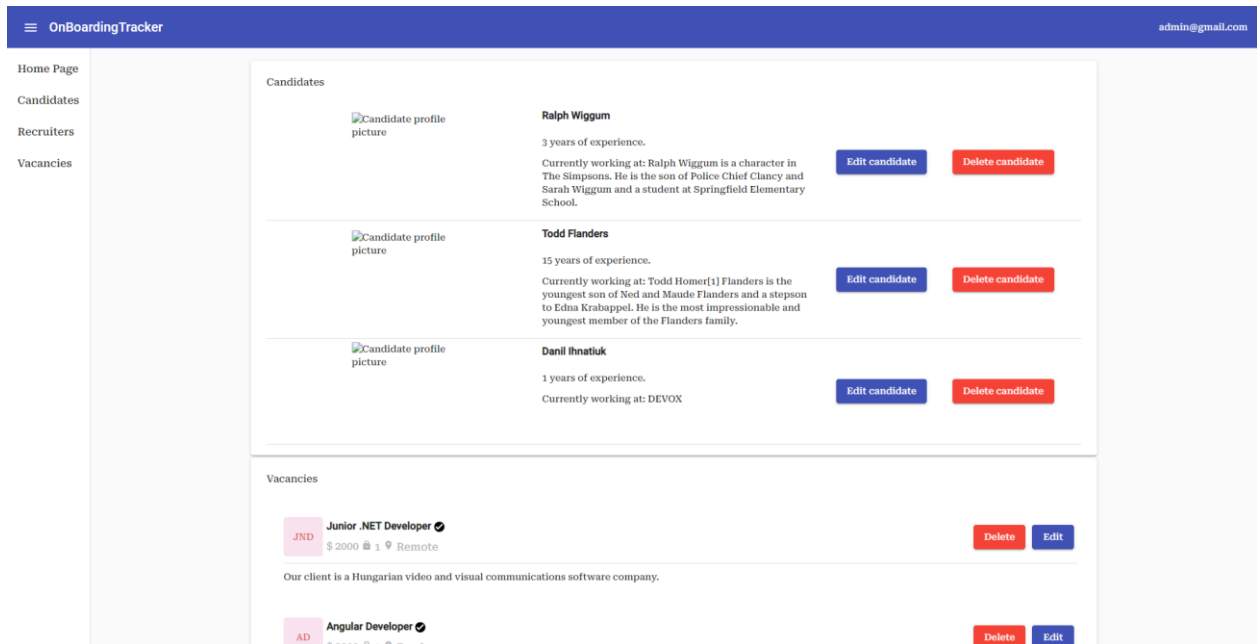 OnBoardingTracker
admin@gmail.com
Home Page
Candidates
Recruiters
Vacancies
Candidates
Candidate profile
picture
Ralph Wiggum
3 years of experience.
Currently working at: Ralph Wiggum is a character in
The Simpsons. He is the son of Police Chief Clancy and
Sarah Wiggum and a student at Springfield Elementary
School.
Edit candidate
Delete candidate
Candidate profile
picture
Todd Flanders
15 years of experience.
Currently working at: Todd Homer[1] Flanders is the
youngest son of Ned and Maude Flanders and a stepson
to Edna Krabappel. He is the most impressionable and
youngest member of the Flanders family.
Edit candidate
Delete candidate
Candidate profile
picture
Danil Ihnatiuk
1 years of experience.
Currently working at: DEVOX
Edit candidate
Delete candidate
Vacancies
JND
Junior .NET Developer
$ 2000 1 Remote
Delete
Edit
Our client is a Hungarian video and visual communications software company.
AD
Angular Developer
Delete
Edit